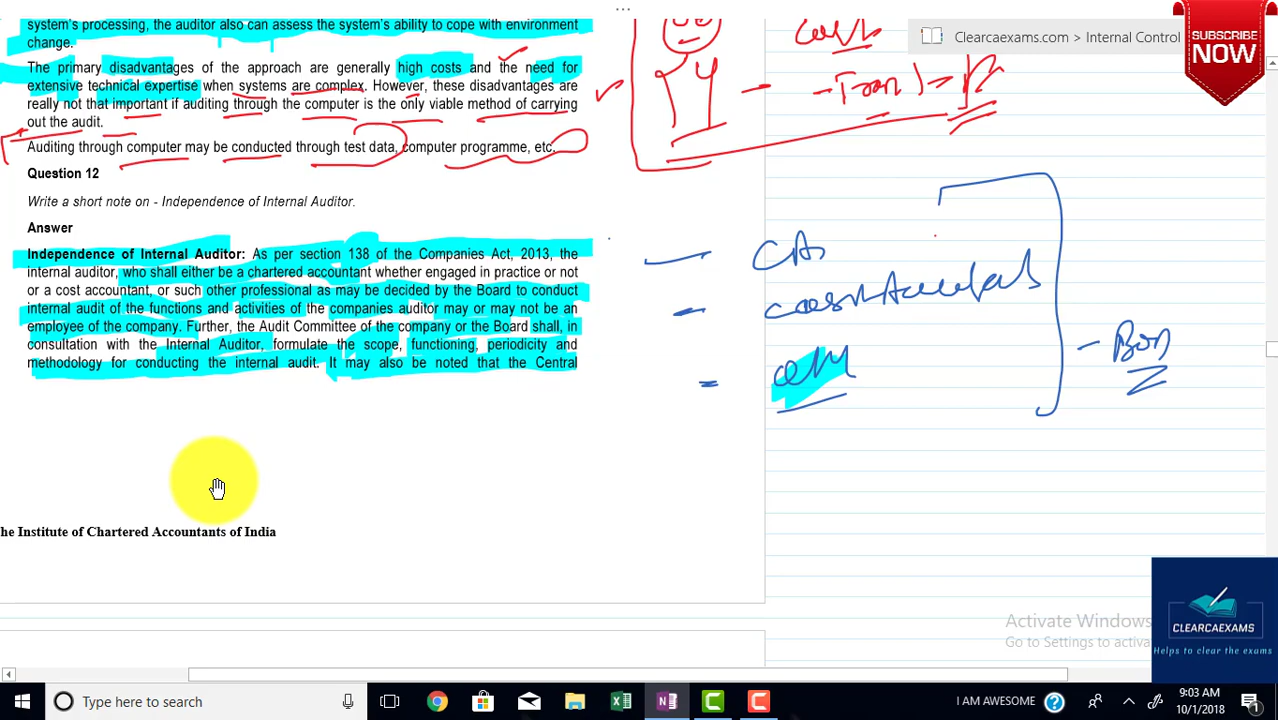 system's processing, the auditor also can assess the system's ability to cope with environment
change.
The primary disadvantages of the approach are generally high costs and the need for
extensive technical expertise when systems are complex. However, these disadvantages are
really not that important if auditing through the computer is the only viable method of carrying
out the audit.
Auditing through computer may be conducted through test data, computer programme, etc.
Question 12
Write a short note on - Independence of Internal Auditor.
Answer
Independence of Internal Auditor: As per section 138 of the Companies Act, 2013, the
internal auditor, who shall either be a chartered accountant whether engaged in practice or not
or a cost accountant, or such other professional as may be decided by the Board to conduct
internal audit of the functions and activities of the companies auditor may or may not be an
employee of the company. Further, the Audit Committee of the company or the Board shall, in
consultation with the Internal Auditor, formulate the scope, functioning, periodicity and
methodology for conducting the internal audit. It may also be noted that the Central
he Institute of Chartered Accountants of India
Clearcaexams.com > Internal Control
SUBSCRIBE
NOW
CA
CLEARCAEXAMS
Helps to clear the exams
Activate Windows
Go to Settings to activa
Type here to search
I AM AWESOME
9:03 AM
10/1/2018